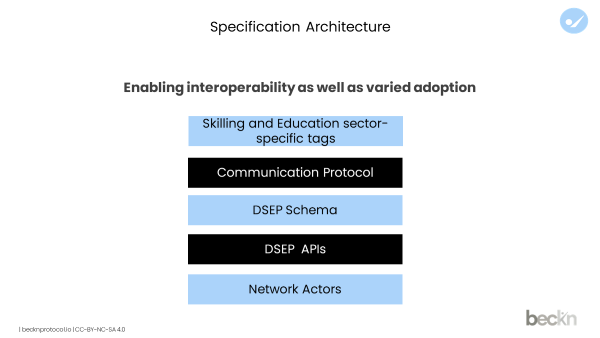 Specification Architecture
Enabling interoperability as well as varied adoption
Skilling and Education sector-
specific tags
Communication Protocol
DSEP Schema
DSEP APIs
Network Actors
beckn
| becknprotocol.io | CC-BY-NC-SA 4.0